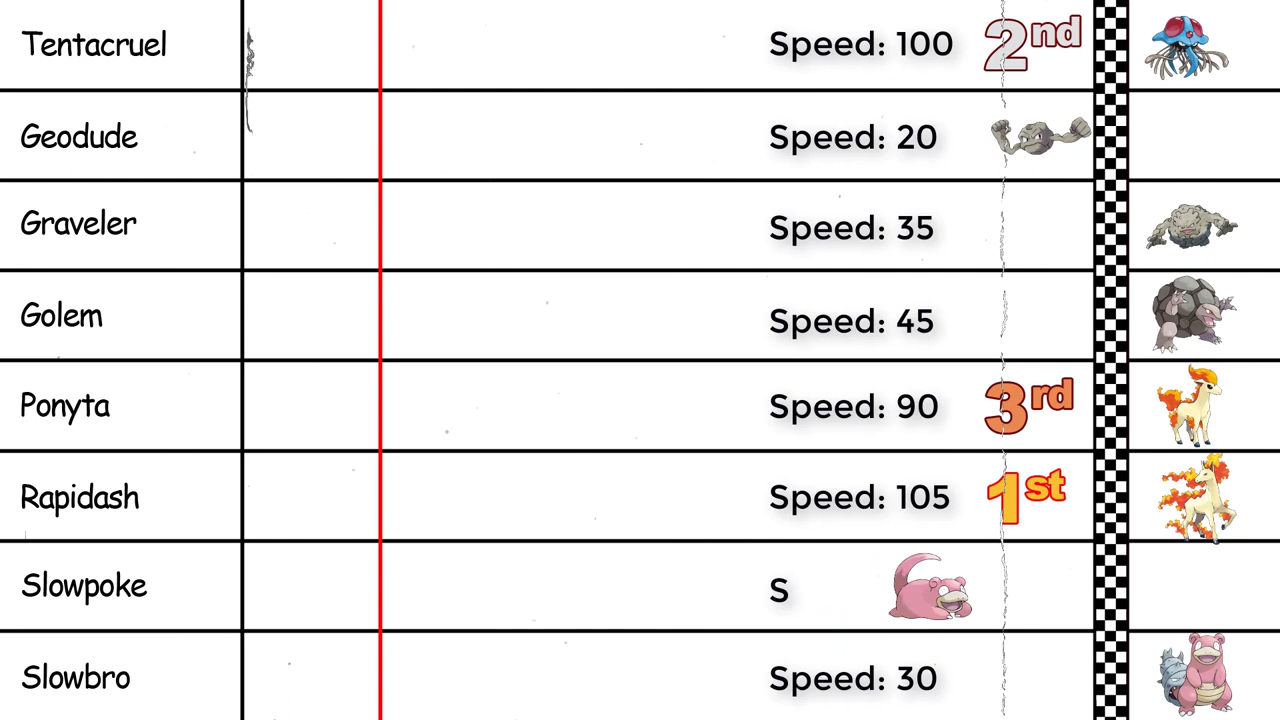 Tentacruel Speed: 100 2nd
Geodude Speed: 20
Graveler Speed: 35
Golem Speed: 45
Ponyta Speed: 90 3rd
Rapidash Speed: 105 1st
Slowpoke S
Slowbro Speed: 30